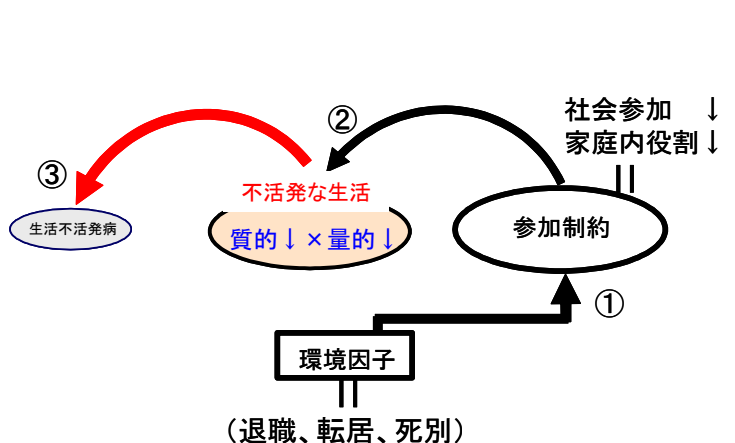 社会参加 ↓
家庭内役割↓
②
③
不活発な生活
生活不活発病
質的↓×量的↓
参加制約
①
環境因子
（退職、転居、死別）